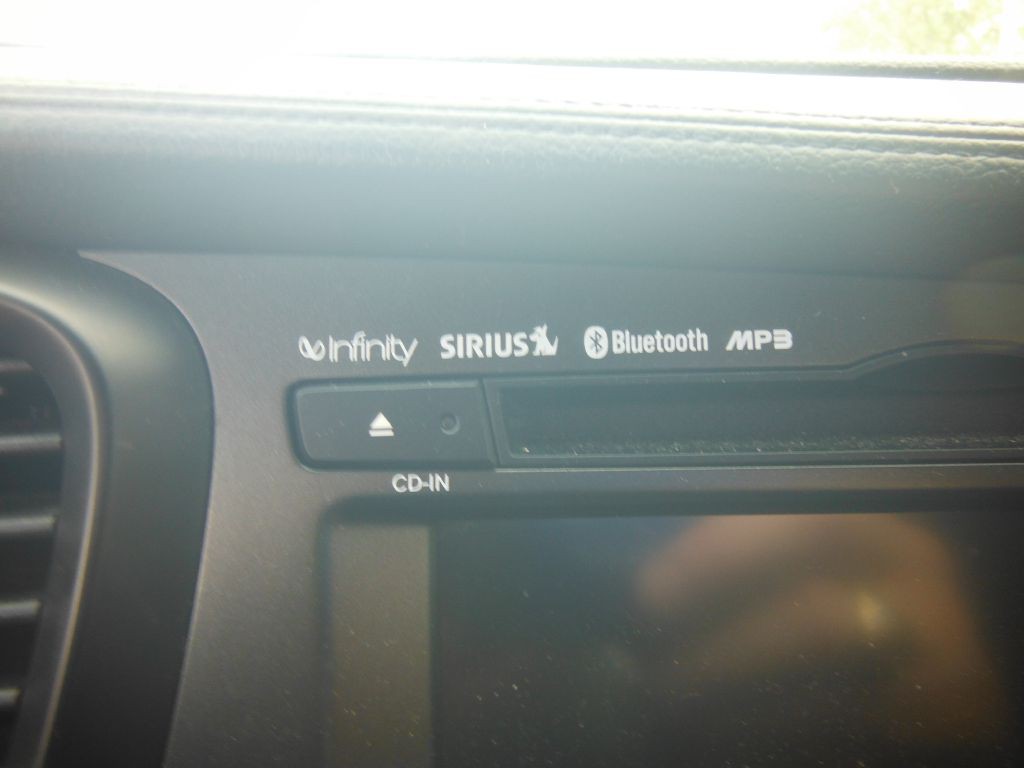 Infinity SIRIUS Bluetooth MP3
CD-IN